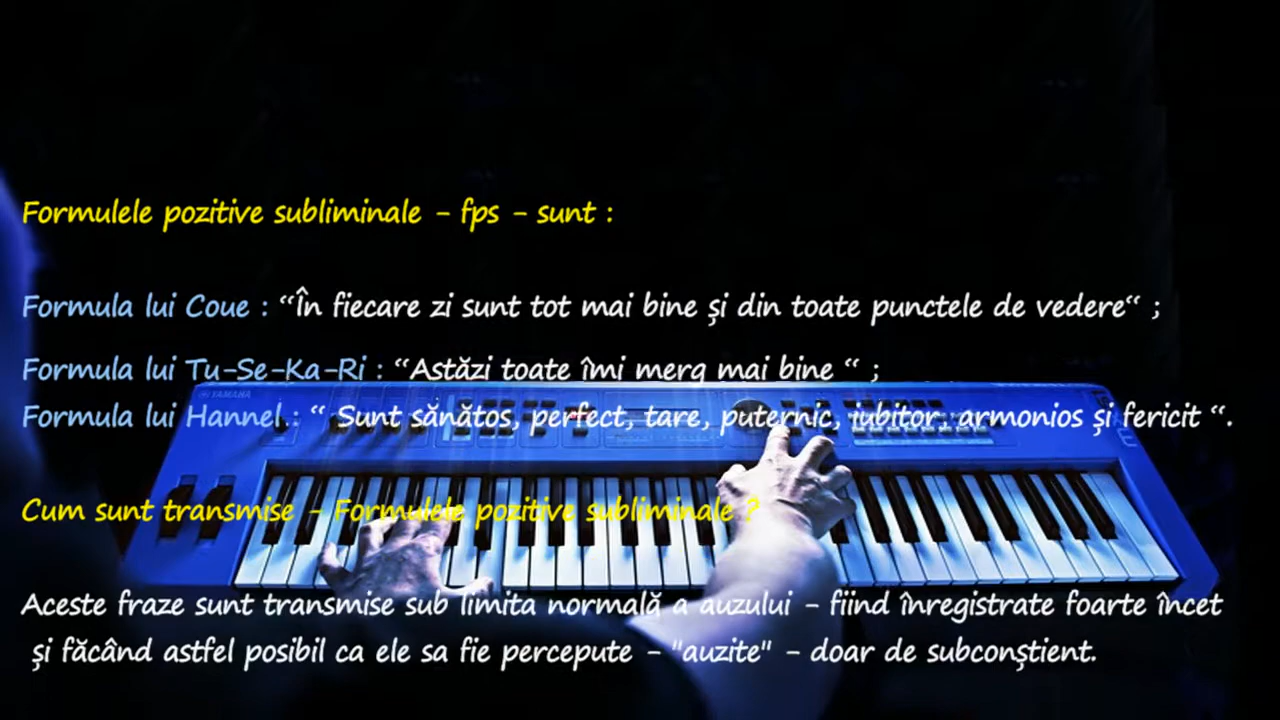 Formulele pozitive subliminale - fps - sunt :
Formula lui Coue : “În fiecare zi sunt tot mai bine și din toate punctele de vedere“ ;
Formula lui Tu-Se-Ka-Ri : “Astăzi toate îmi merg mai bine “ ;
YAMAHA
Formula lui Hannel : “ Sunt sănătos, perfect, tare, puternic, iubitor, armonios și fericit “.
Cum sunt transmise - Formulele pozitive subliminale ?
Aceste fraze sunt transmise sub limita normală a auzului - fiind înregistrate foarte încet
și făcând astfel posibil ca ele sa fie percepute - "auzite" - doar de subconștient.